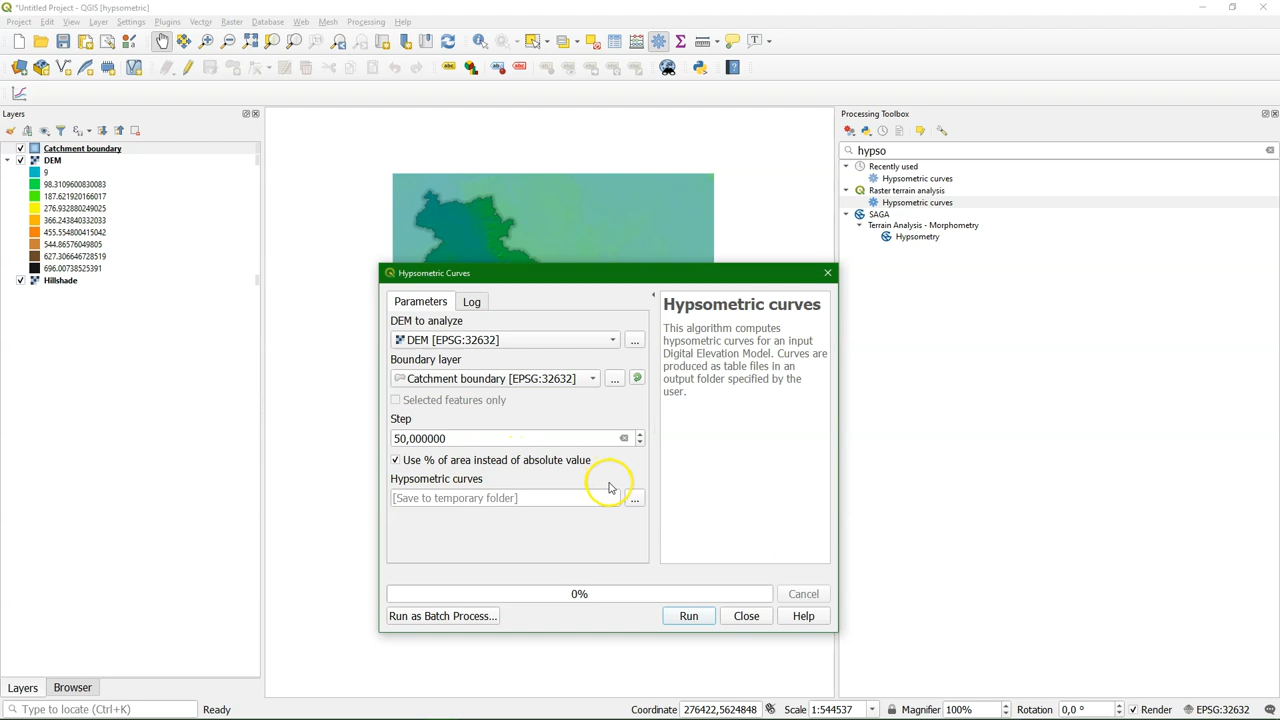 *Untitled Project - QGIS [hypsometric]
Project Edit View Layer Settings Plugins Vector Raster Database Web Mesh Processing Help
Layers
Catchment boundary
DEM
9
98.3109600830083
187.621920166017
276.932880249025
366.243840332033
455.554800415042
544.86576049805
627.306646728519
696.00738525391
Hillshade
Processing Toolbox
hypso
Recently used
Hypsometric curves
Raster terrain analysis
Hypsometric curves
SAGA
Terrain Analysis - Morphometry
Hypsometry
Hypsometric Curves
Parameters Log
DEM to analyze
DEM [EPSG:32632]
...
Boundary layer
Catchment boundary [EPSG:32632]
...
Selected features only
Step
50,000000
Use % of area instead of absolute value
Hypsometric curves
[Save to temporary folder]
...
Hypsometric curves
This algorithm computes
hypsometric curves for an input
Digital Elevation Model. Curves are
produced as table files in an
output folder specified by the
user.
0%
Cancel
Run as Batch Process...
Run Close Help
Layers Browser
Type to locate (Ctrl+K)
Ready
Coordinate 276422,5624848 Scale 1:544537 Magnifier 100% Rotation 0,0 ° Render EPSG:32632